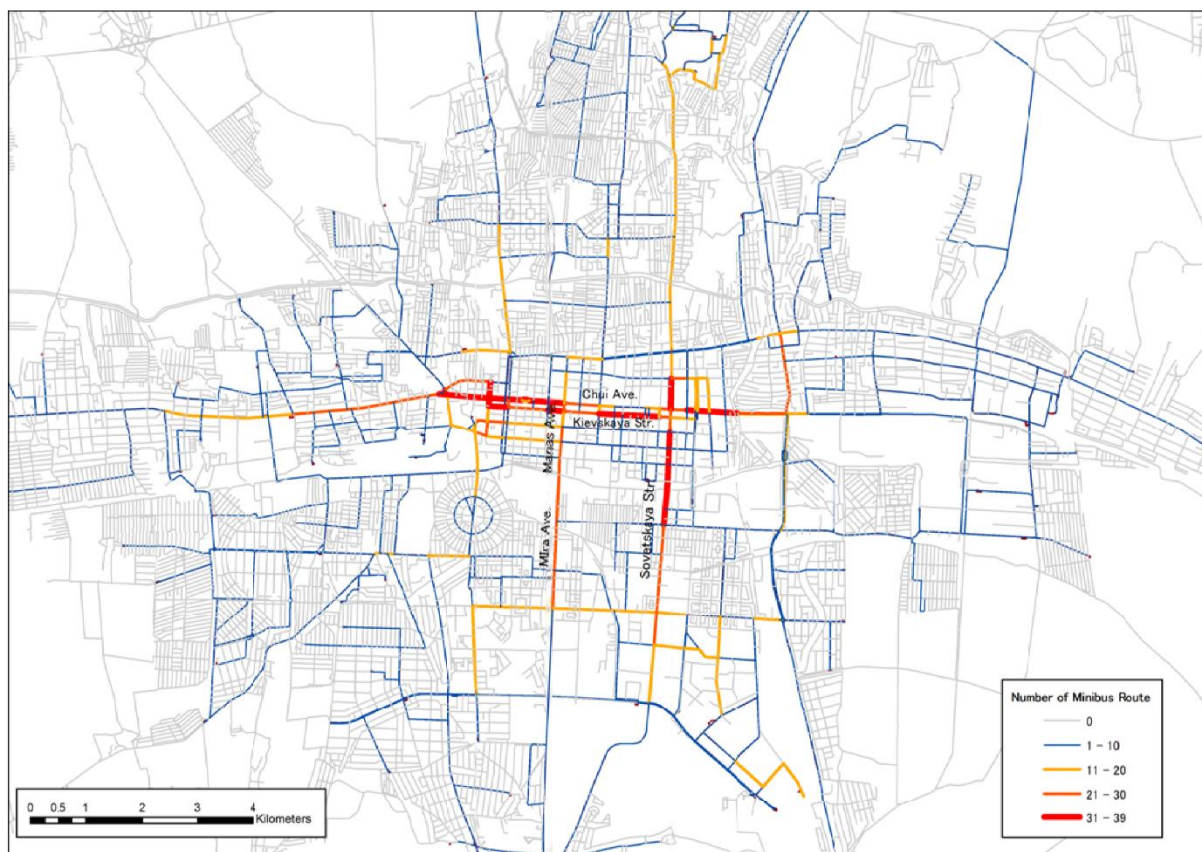 Chui Ave.
Kievskaya Str.
Manas Ave.
Mira Ave.
Sovetskaya Str.
Number of Minibus Route
0
1 - 10
11 - 20
21 - 30
31 - 39
0 0.5 1 2 3 4
Kilometers